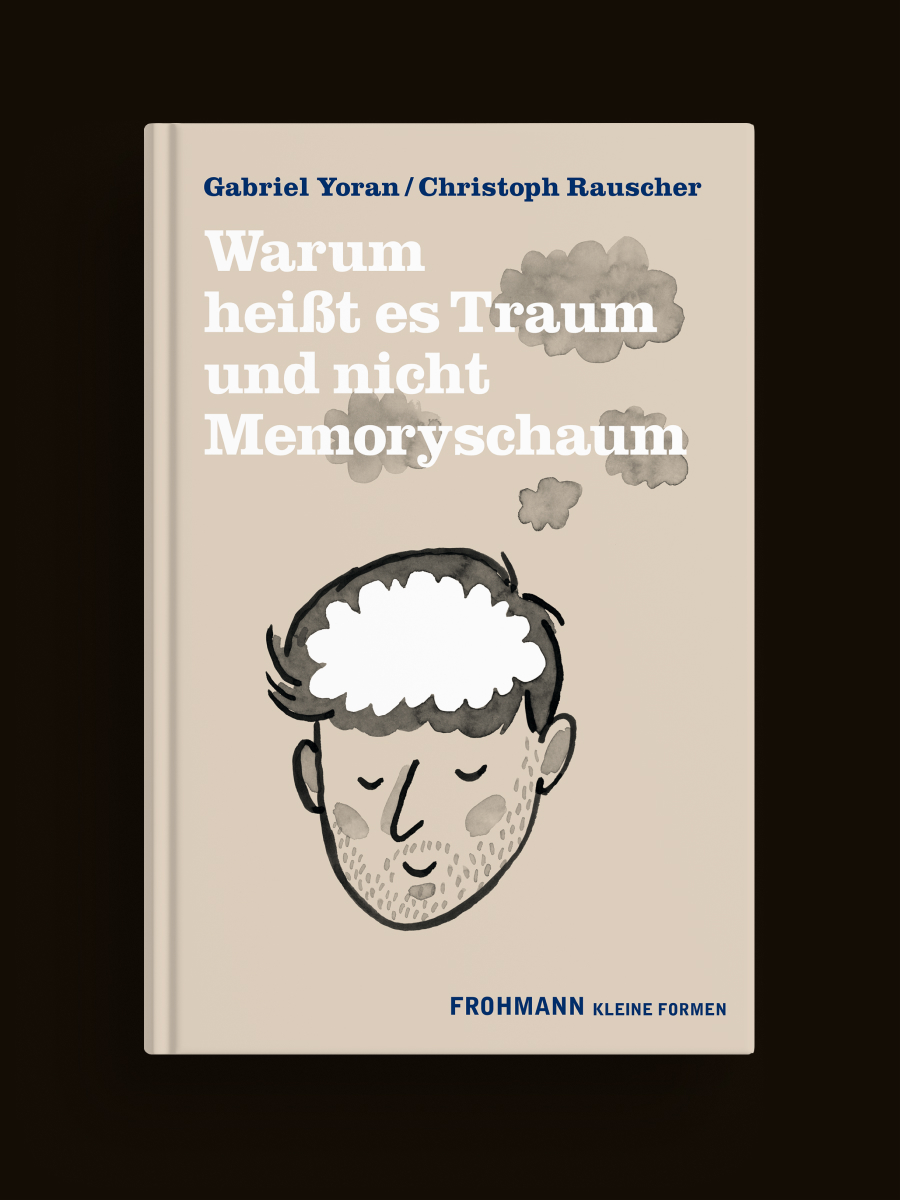 Gabriel Yoran / Christoph Rauscher
Warum
heißt es Traum
und nicht
Memoryschaum
FROHMANN KLEINE FORMEN